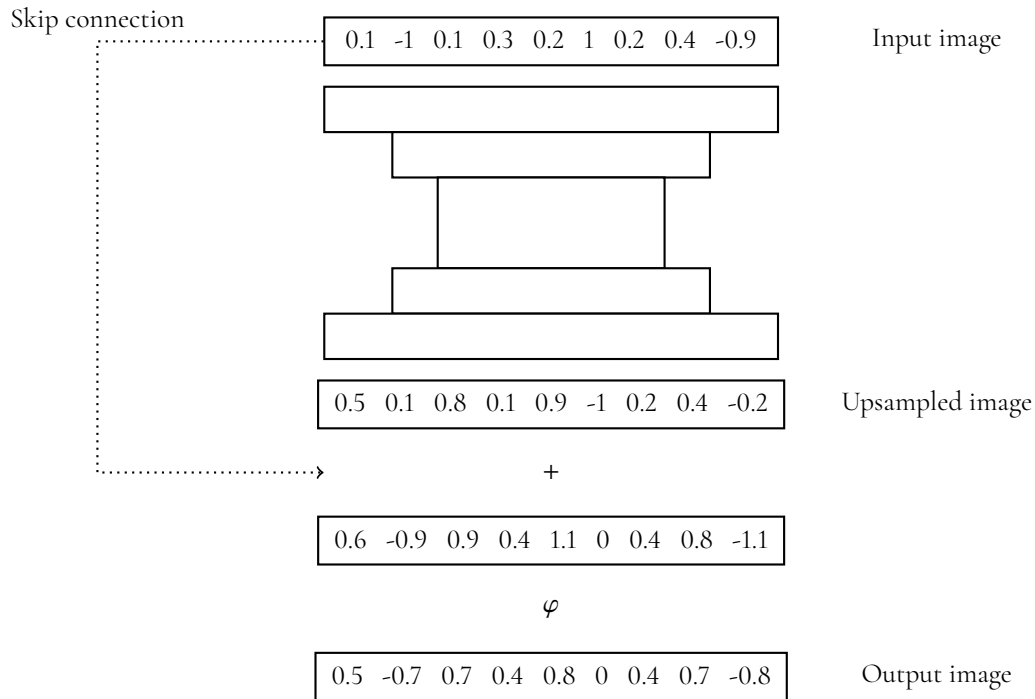 Skip connection
0.1 -1 0.1 0.3 0.2 1 0.2 0.4 -0.9 Input image
0.5 0.1 0.8 0.1 0.9 -1 0.2 0.4 -0.2 Upsampled image
+
0.6 -0.9 0.9 0.4 1.1 0 0.4 0.8 -1.1
φ
0.5 -0.7 0.7 0.4 0.8 0 0.4 0.7 -0.8 Output image